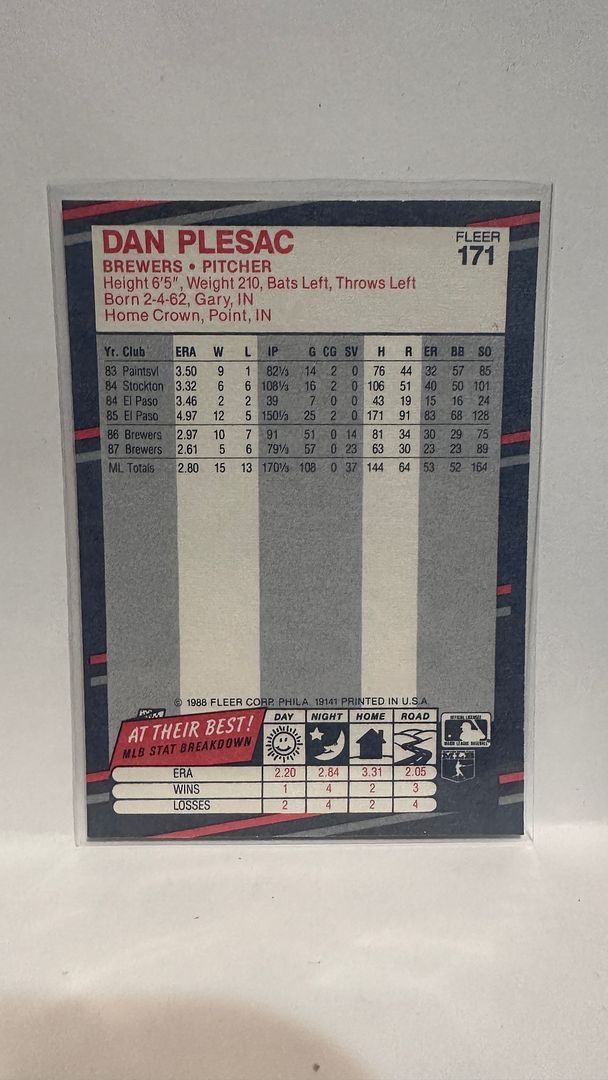 DAN PLESAC
FLEER
171
BREWERS • PITCHER
Height 6'5", Weight 210, Bats Left, Throws Left
Born 2-4-62, Gary, IN
Home Crown, Point, IN
Yr. Club ERA W L IP G CG SV H R ER BB SO
83 Paintsvl 3.50 9 1 82⅓ 14 2 0 76 44 32 57 85
84 Stockton 3.32 6 6 108⅓ 16 2 0 106 51 40 50 101
84 El Paso 3.46 2 2 39 7 0 0 43 19 15 16 24
85 El Paso 4.97 12 5 150⅓ 25 2 0 171 91 83 68 128
86 Brewers 2.97 10 7 91 51 0 14 81 34 30 29 75
87 Brewers 2.61 5 6 79⅓ 57 0 23 63 30 23 23 89
ML Totals 2.80 15 13 170⅓ 108 0 37 144 64 53 52 164
© 1988 FLEER CORP. PHILA. 19141 PRINTED IN U.S.A.
AT THEIR BEST!
MLB STAT BREAKDOWN
DAY NIGHT HOME ROAD
ERA 2.20 2.84 3.31 2.05
WINS 1 4 2 3
LOSSES 2 4 2 4
OFFICIAL LICENSEE
MAJOR LEAGUE BASEBALL